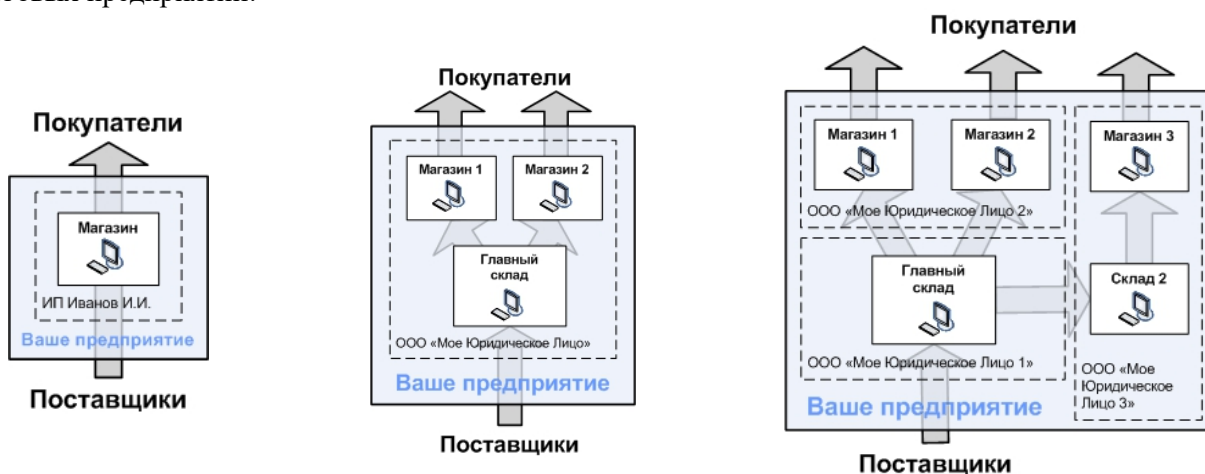 Покупатели
Магазин
ИП Иванов И.И.
Ваше предприятие
Поставщики
Покупатели
Магазин 1
Магазин 2
Главный
склад
ООО «Мое Юридическое Лицо»
Ваше предприятие
Поставщики
Покупатели
Магазин 1
Магазин 2
Магазин 3
ООО «Мое Юридическое Лицо 2»
Главный
склад
Склад 2
ООО «Мое Юридическое Лицо 1»
ООО «Мое
Юридическое
Лицо 3»
Ваше предприятие
Поставщики